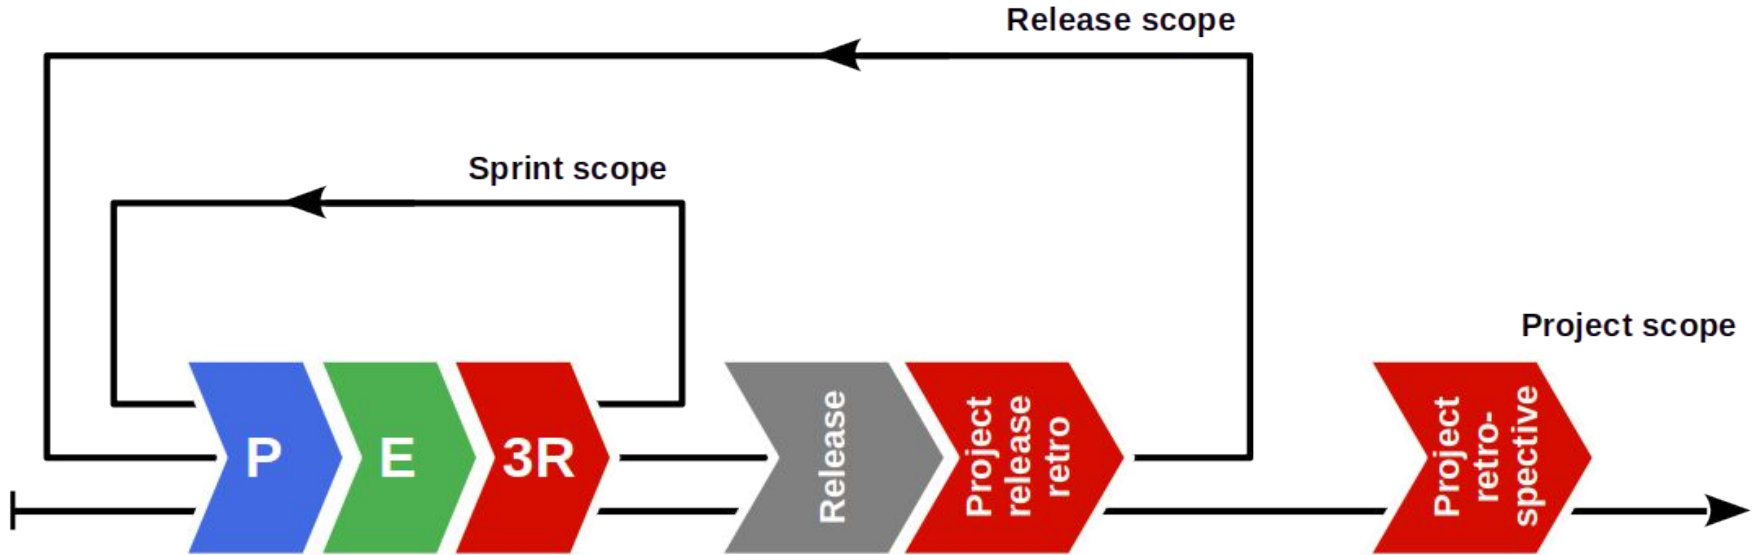 Release scope
Sprint scope
Project scope
P
E
3R
Release
Project
release
retro
Project
retro-
spective